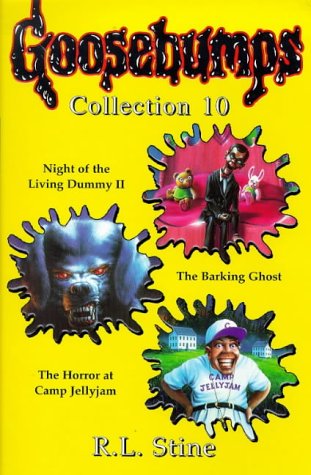 Goosebumps
Collection 10
Night of the
Living Dummy II
The Barking Ghost
The Horror at
Camp Jellyjam
C
CAMP
JELLYJAM
R.L. Stine